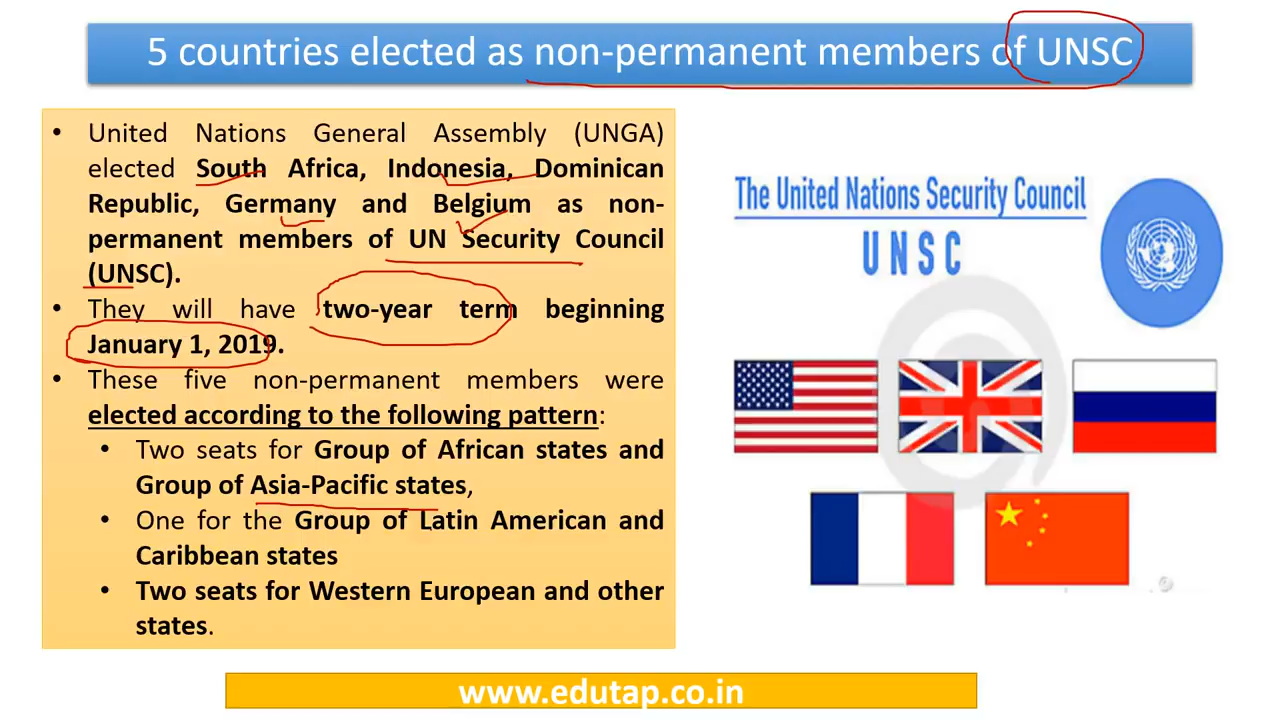 5 countries elected as non-permanent members of UNSC
• United Nations General Assembly (UNGA)
elected South Africa, Indonesia, Dominican
Republic, Germany and Belgium as non-
permanent members of UN Security Council
(UNSC).
• They will have two-year term beginning
January 1, 2019.
• These five non-permanent members were
elected according to the following pattern:
• Two seats for Group of African states and
Group of Asia-Pacific states,
• One for the Group of Latin American and
Caribbean states
• Two seats for Western European and other
states.
The United Nations Security Council
UNSC
www.edutap.co.in